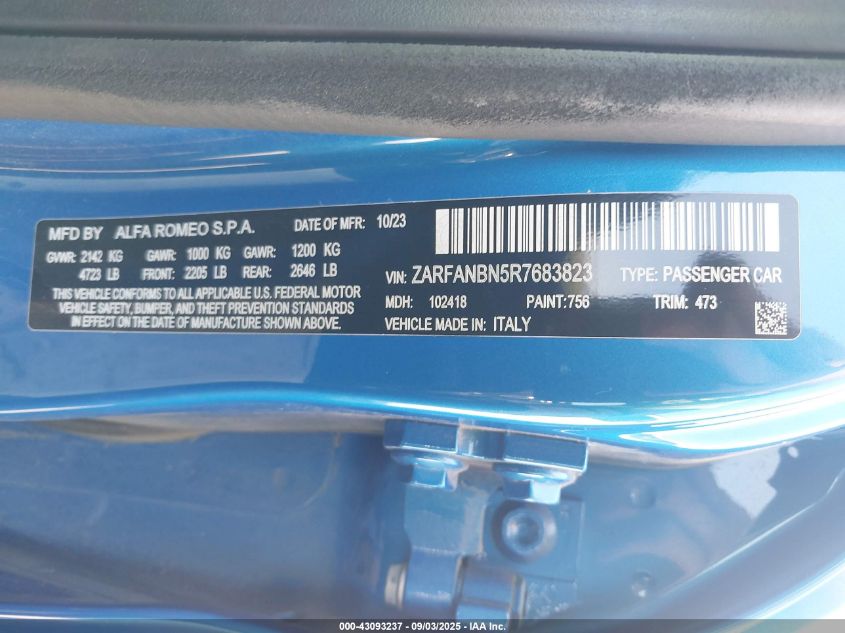 MFD BY ALFA ROMEO S.P.A. DATE OF MFR: 10/23
GVWR: 2142 KG GAWR: 1000 KG GAWR: 1200 KG
4723 LB FRONT: 2205 LB REAR: 2646 LB
THIS VEHICLE CONFORMS TO ALL APPLICABLE U.S. FEDERAL MOTOR
VEHICLE SAFETY, BUMPER, AND THEFT PREVENTION STANDARDS
IN EFFECT ON THE DATE OF MANUFACTURE SHOWN ABOVE.
VIN: ZARFANBN5R7683823 TYPE: PASSENGER CAR
MDH: 102418 PAINT:756 TRIM: 473
VEHICLE MADE IN: ITALY
000-43093237 - 09/03/2025 - IAA Inc.